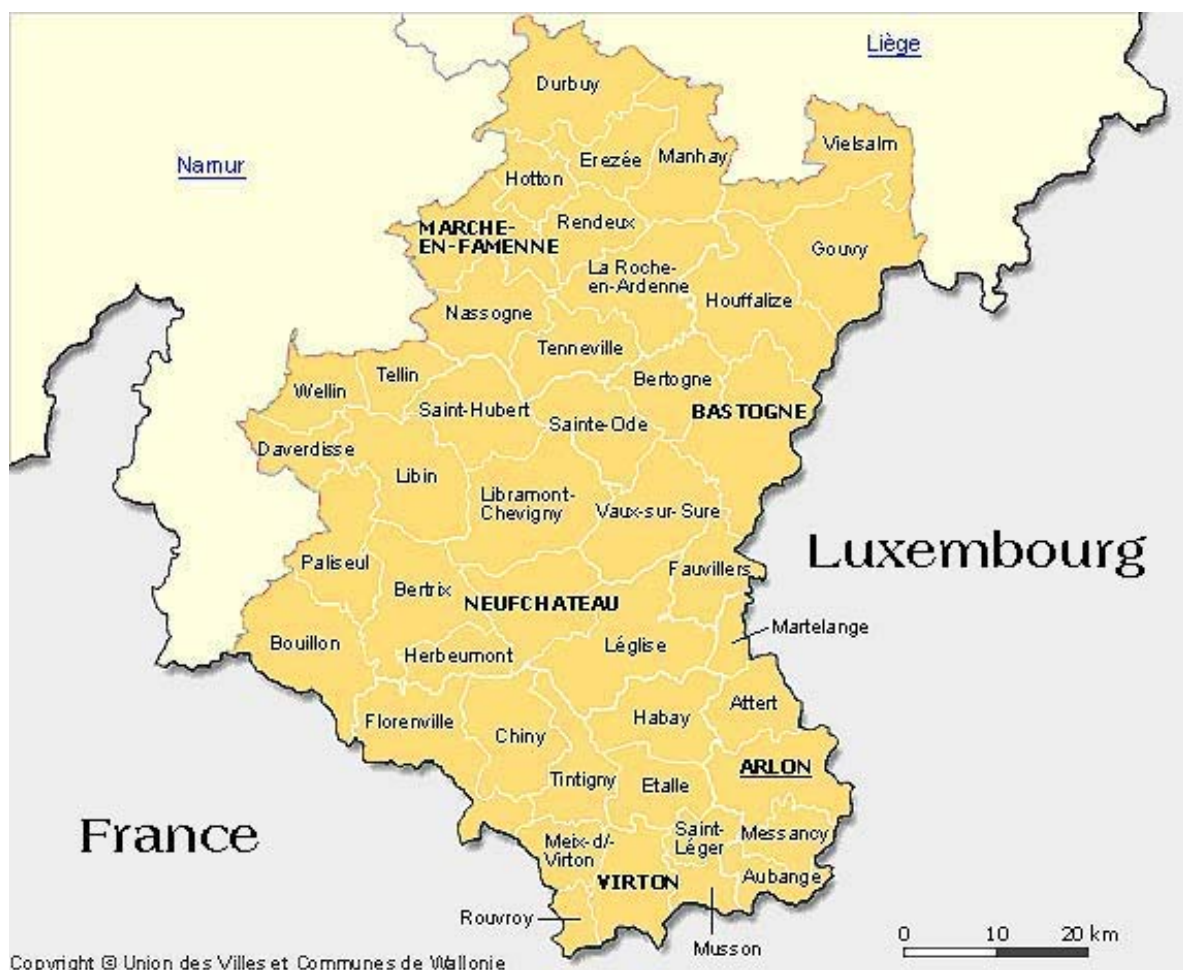 Liège
Durbuy
Vielsalm
Erezée
Manhay
Namur
Hotton
Rendeux
MARCHE-
EN-FAMENNE
Gouvy
La Roche-
en-Ardenne
Houffalize
Nassogne
Tenneville
Tellin
Bertogne
Wellin
Saint-Hubert
BASTOGNE
Sainte-Ode
Daverdisse
Libin
Libramont-
Chevigny
Vaux-sur-Sure
Luxembourg
Paliseul
Fauvillers
Bertrix
NEUFCHATEAU
Martelange
Bouillon
Herbeumont
Léglise
Attert
Florenville
Habay
Chiny
ARLON
Tintigny
Etalle
France
Meix-d/-
Virton
Saint-
Léger
Messancy
VIRTON
Aubange
Rouvroy
Musson
0 10 20 km
Copyright © Union des Villes et Communes de Wallonie